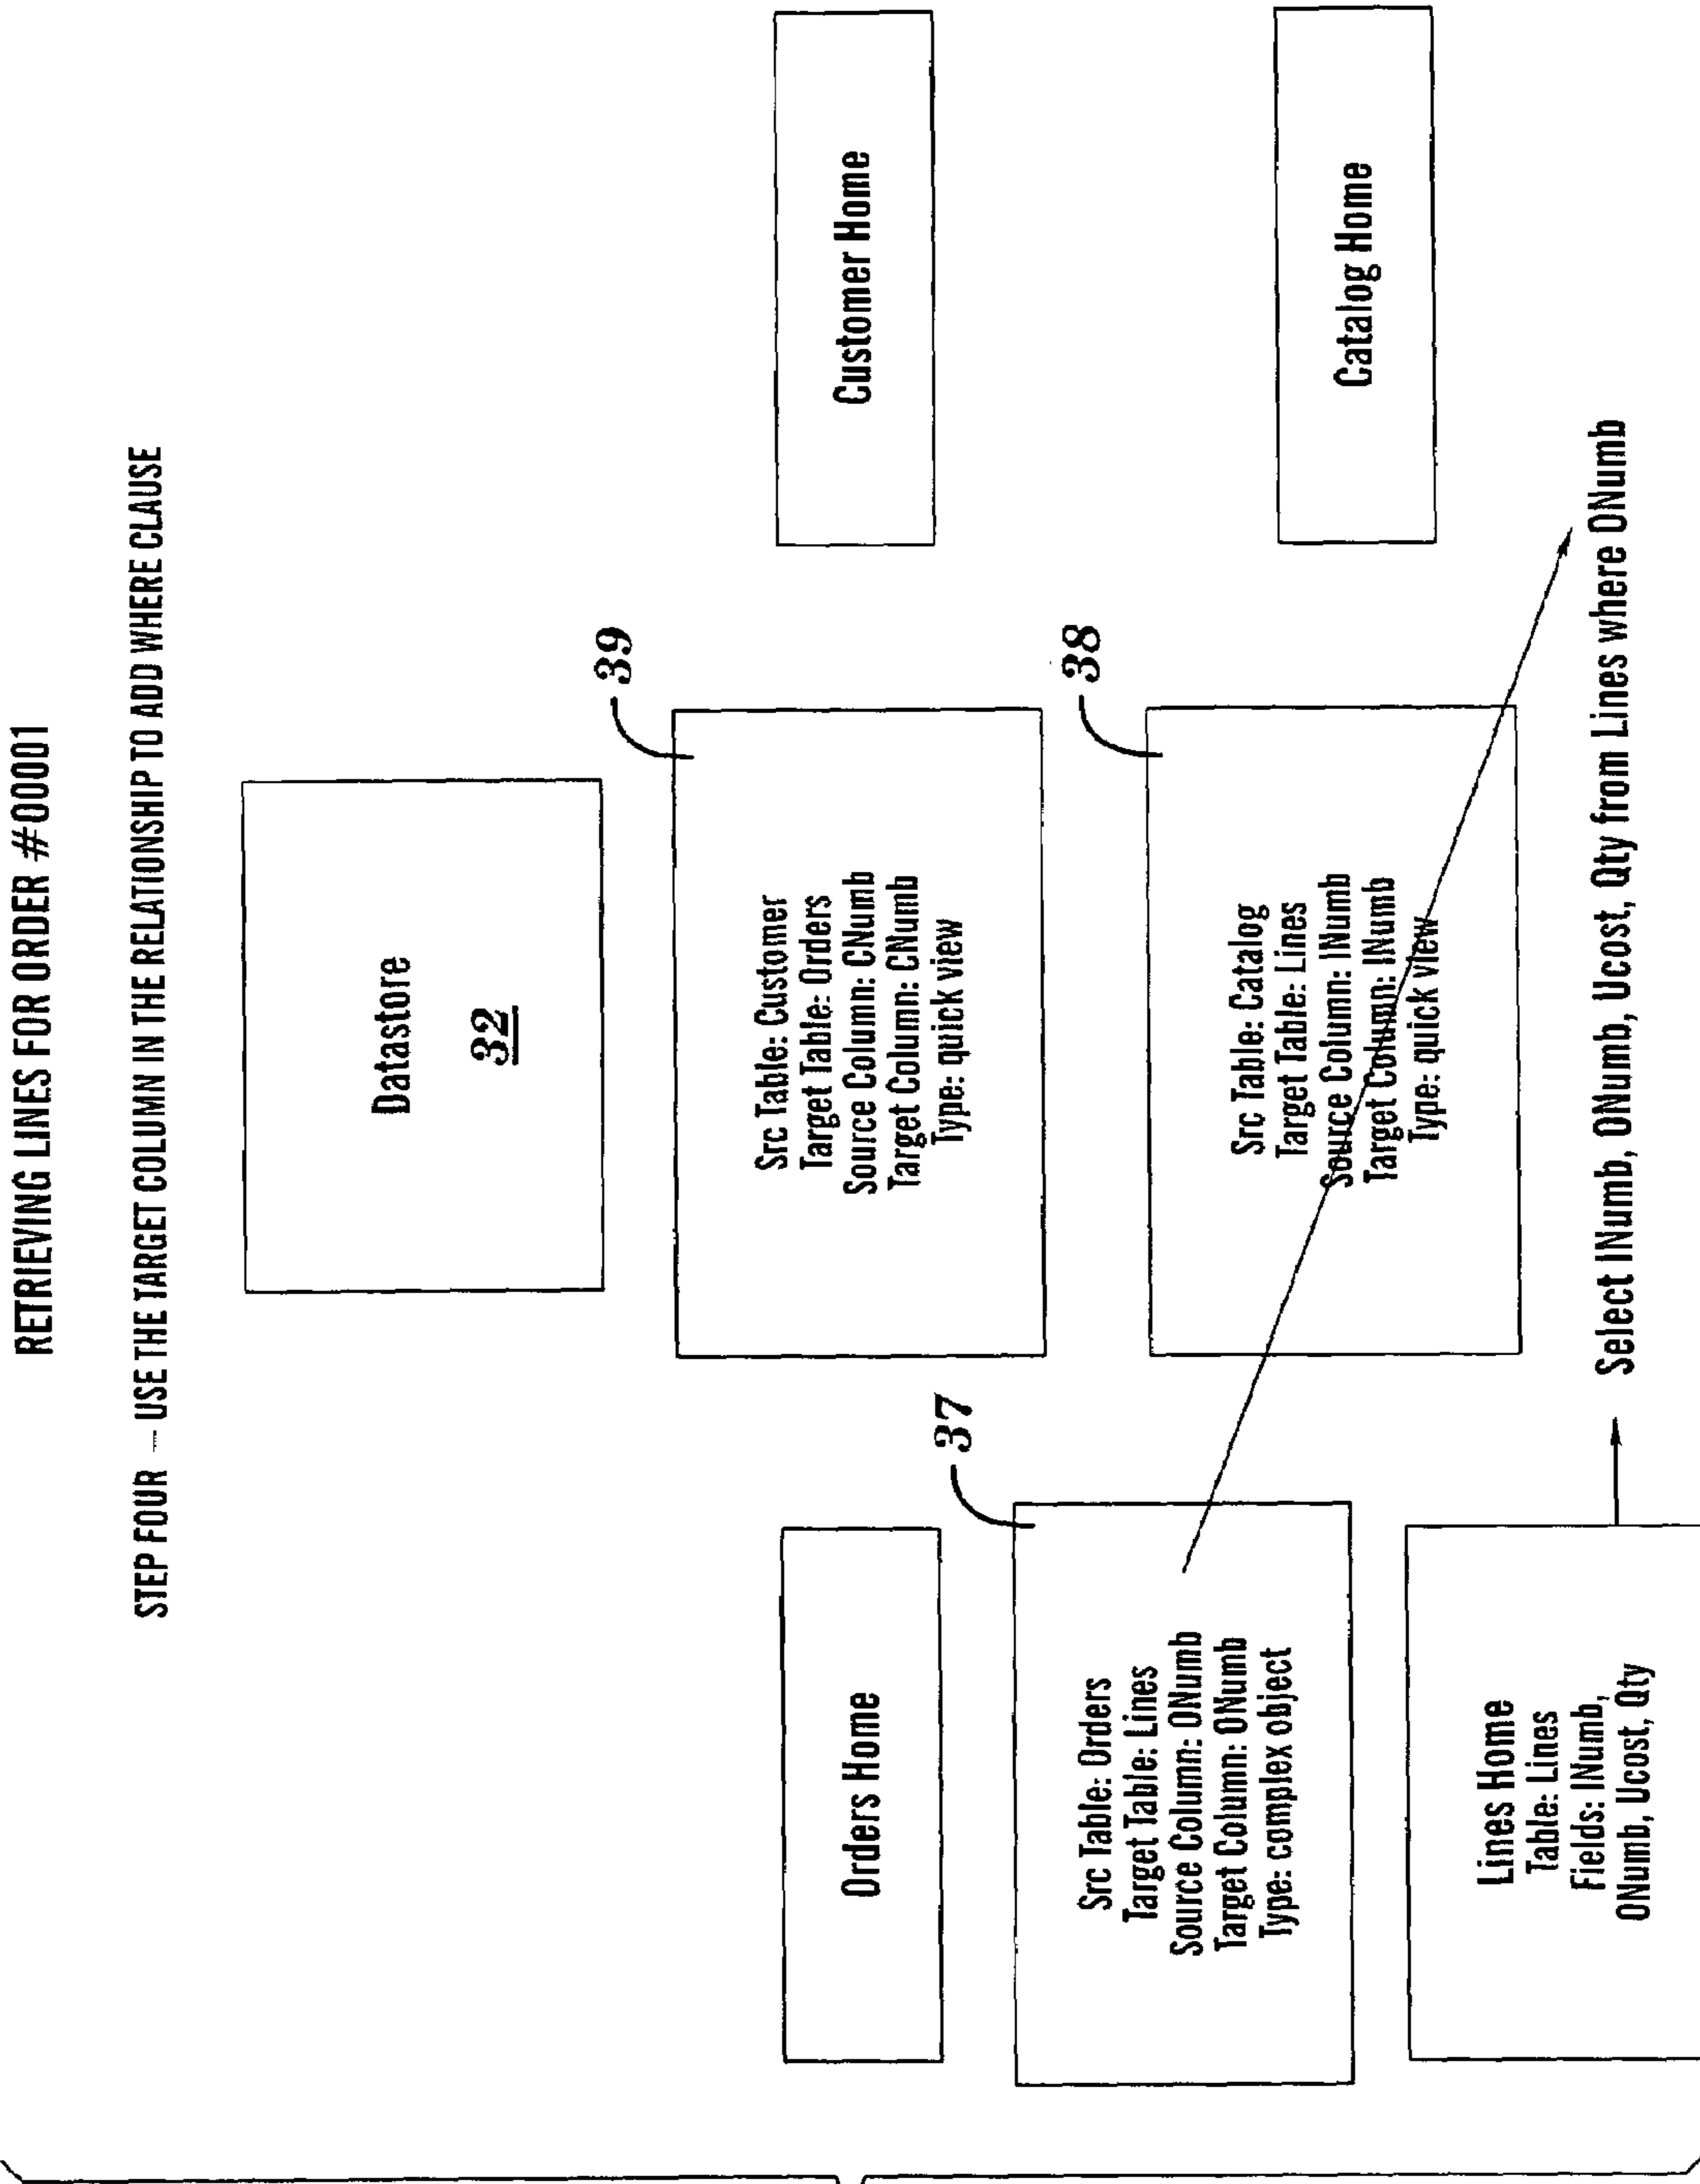 RETRIEVING LINES FOR ORDER #00001
STEP FOUR — USE THE TARGET COLUMN IN THE RELATIONSHIP TO ADD WHERE CLAUSE
Datastore
32
39
Orders Home
Src Table: Customer
Target Table: Orders
Source Column: CNumb
Target Column: CNumb
Type: quick view
Customer Home
37
38
Src Table: Orders
Target Table: Lines
Source Column: ONumb
Target Column: ONumb
Type: complex object
Src Table: Catalog
Target Table: Lines
Source Column: INumb
Target Column: INumb
Type: quick view
Catalog Home
Lines Home
Table: Lines
Fields: INumb,
ONumb, Ucost, Qty
Select INumb, ONumb, Ucost, Qty from Lines where ONumb